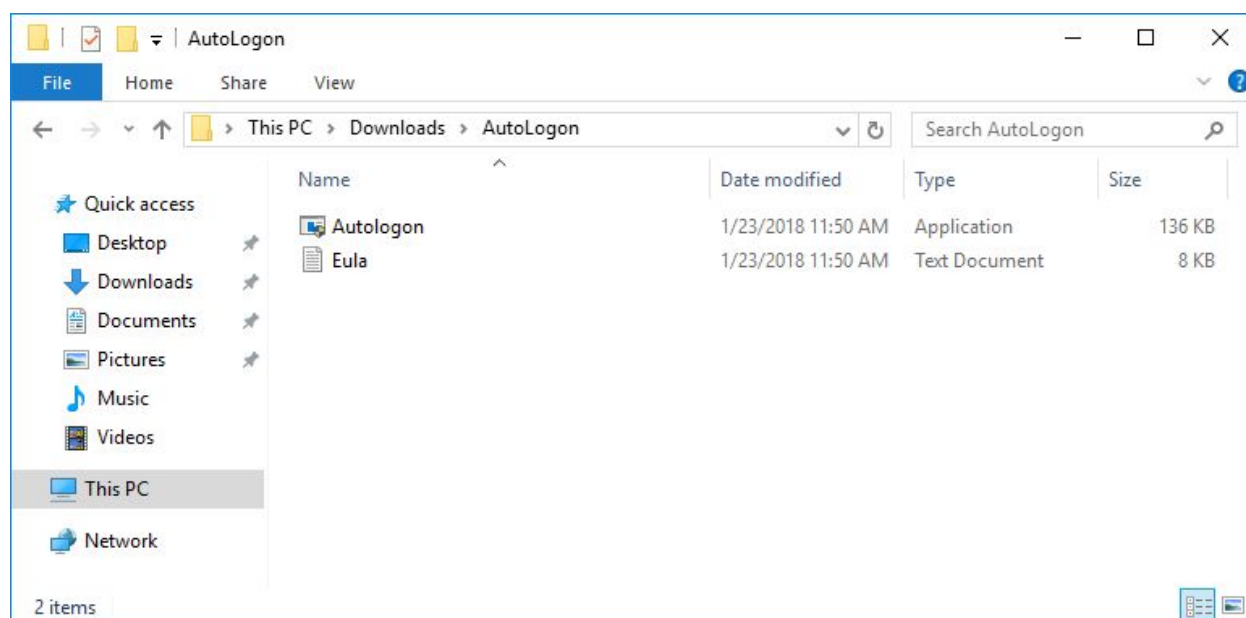 AutoLogon
File Home Share View
This PC > Downloads > AutoLogon Search AutoLogon
Name Date modified Type Size
Quick access
Autologon 1/23/2018 11:50 AM Application 136 KB
Desktop
Eula 1/23/2018 11:50 AM Text Document 8 KB
Downloads
Documents
Pictures
Music
Videos
This PC
Network
2 items